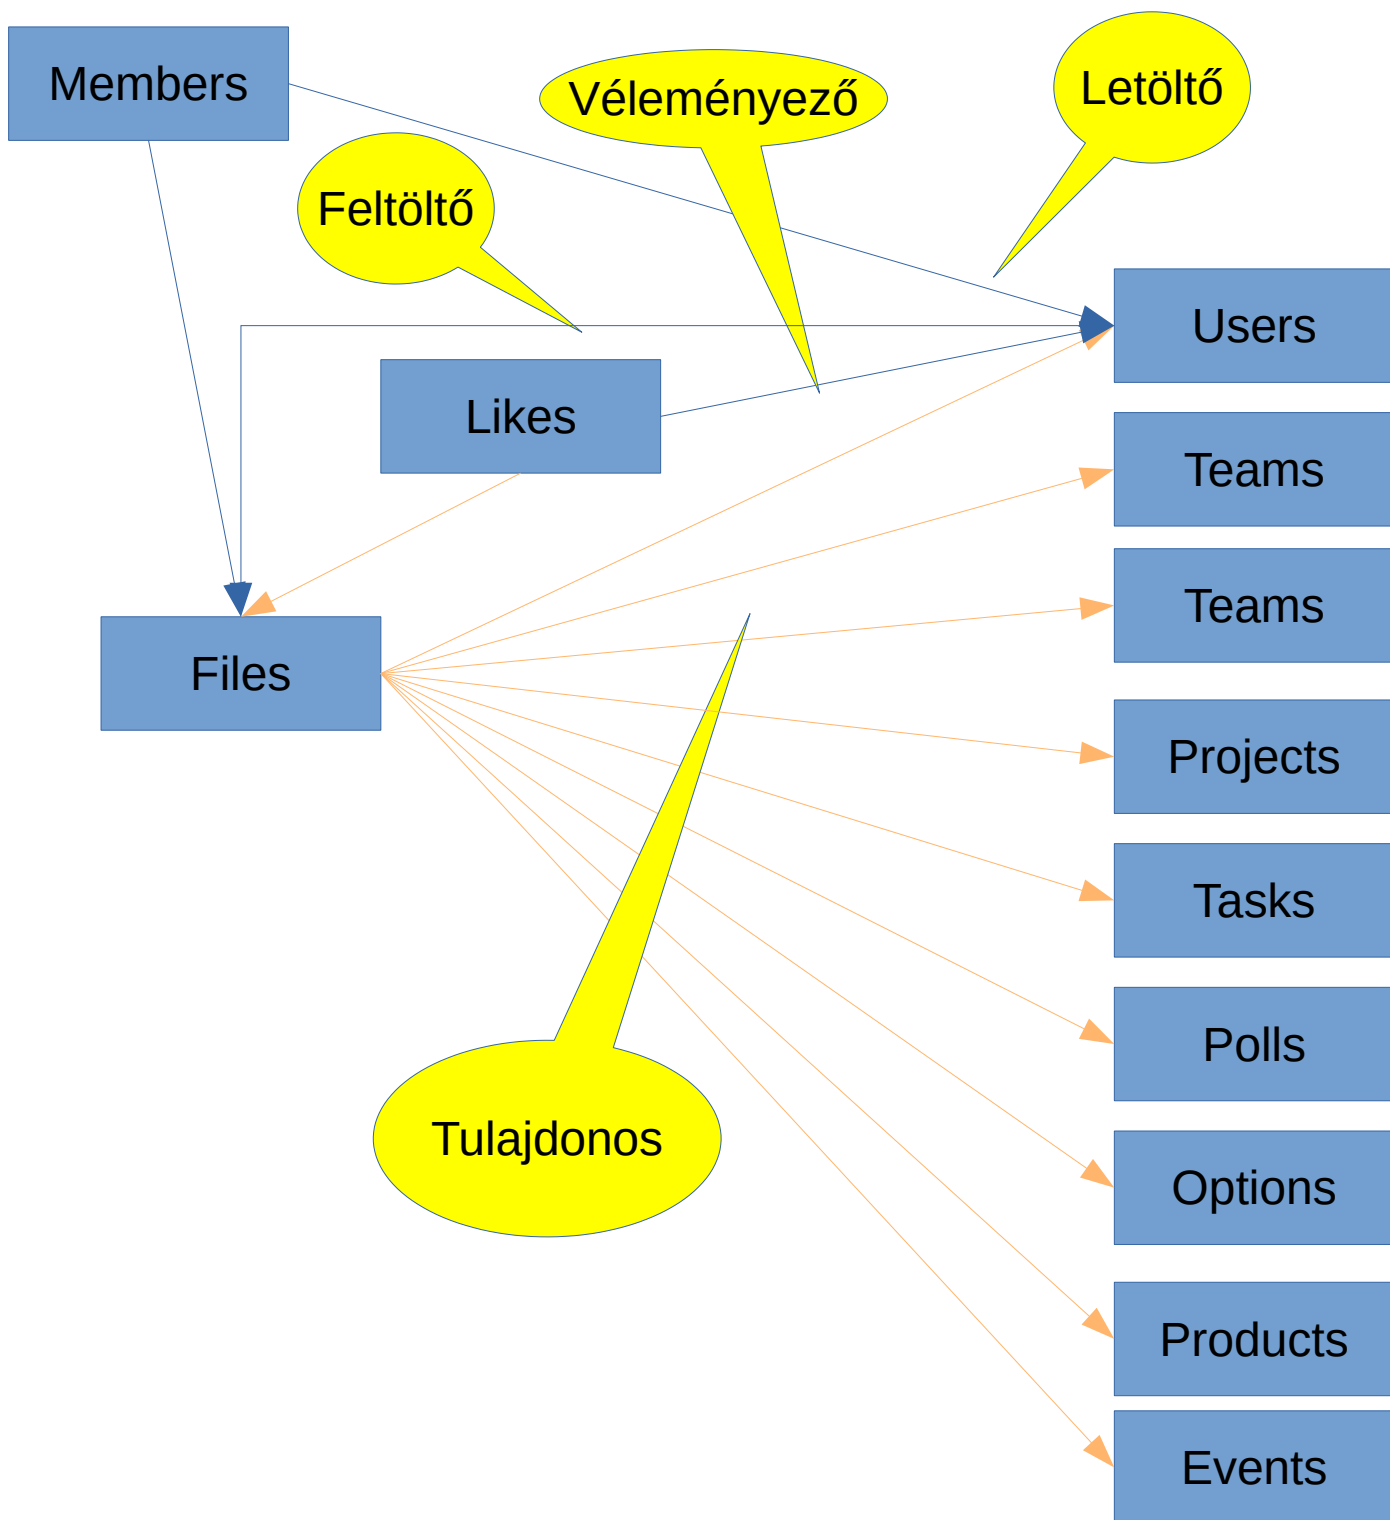 Members
Véleményező
Letöltő
Feltöltő
Users
Likes
Teams
Teams
Files
Projects
Tasks
Polls
Tulajdonos
Options
Products
Events